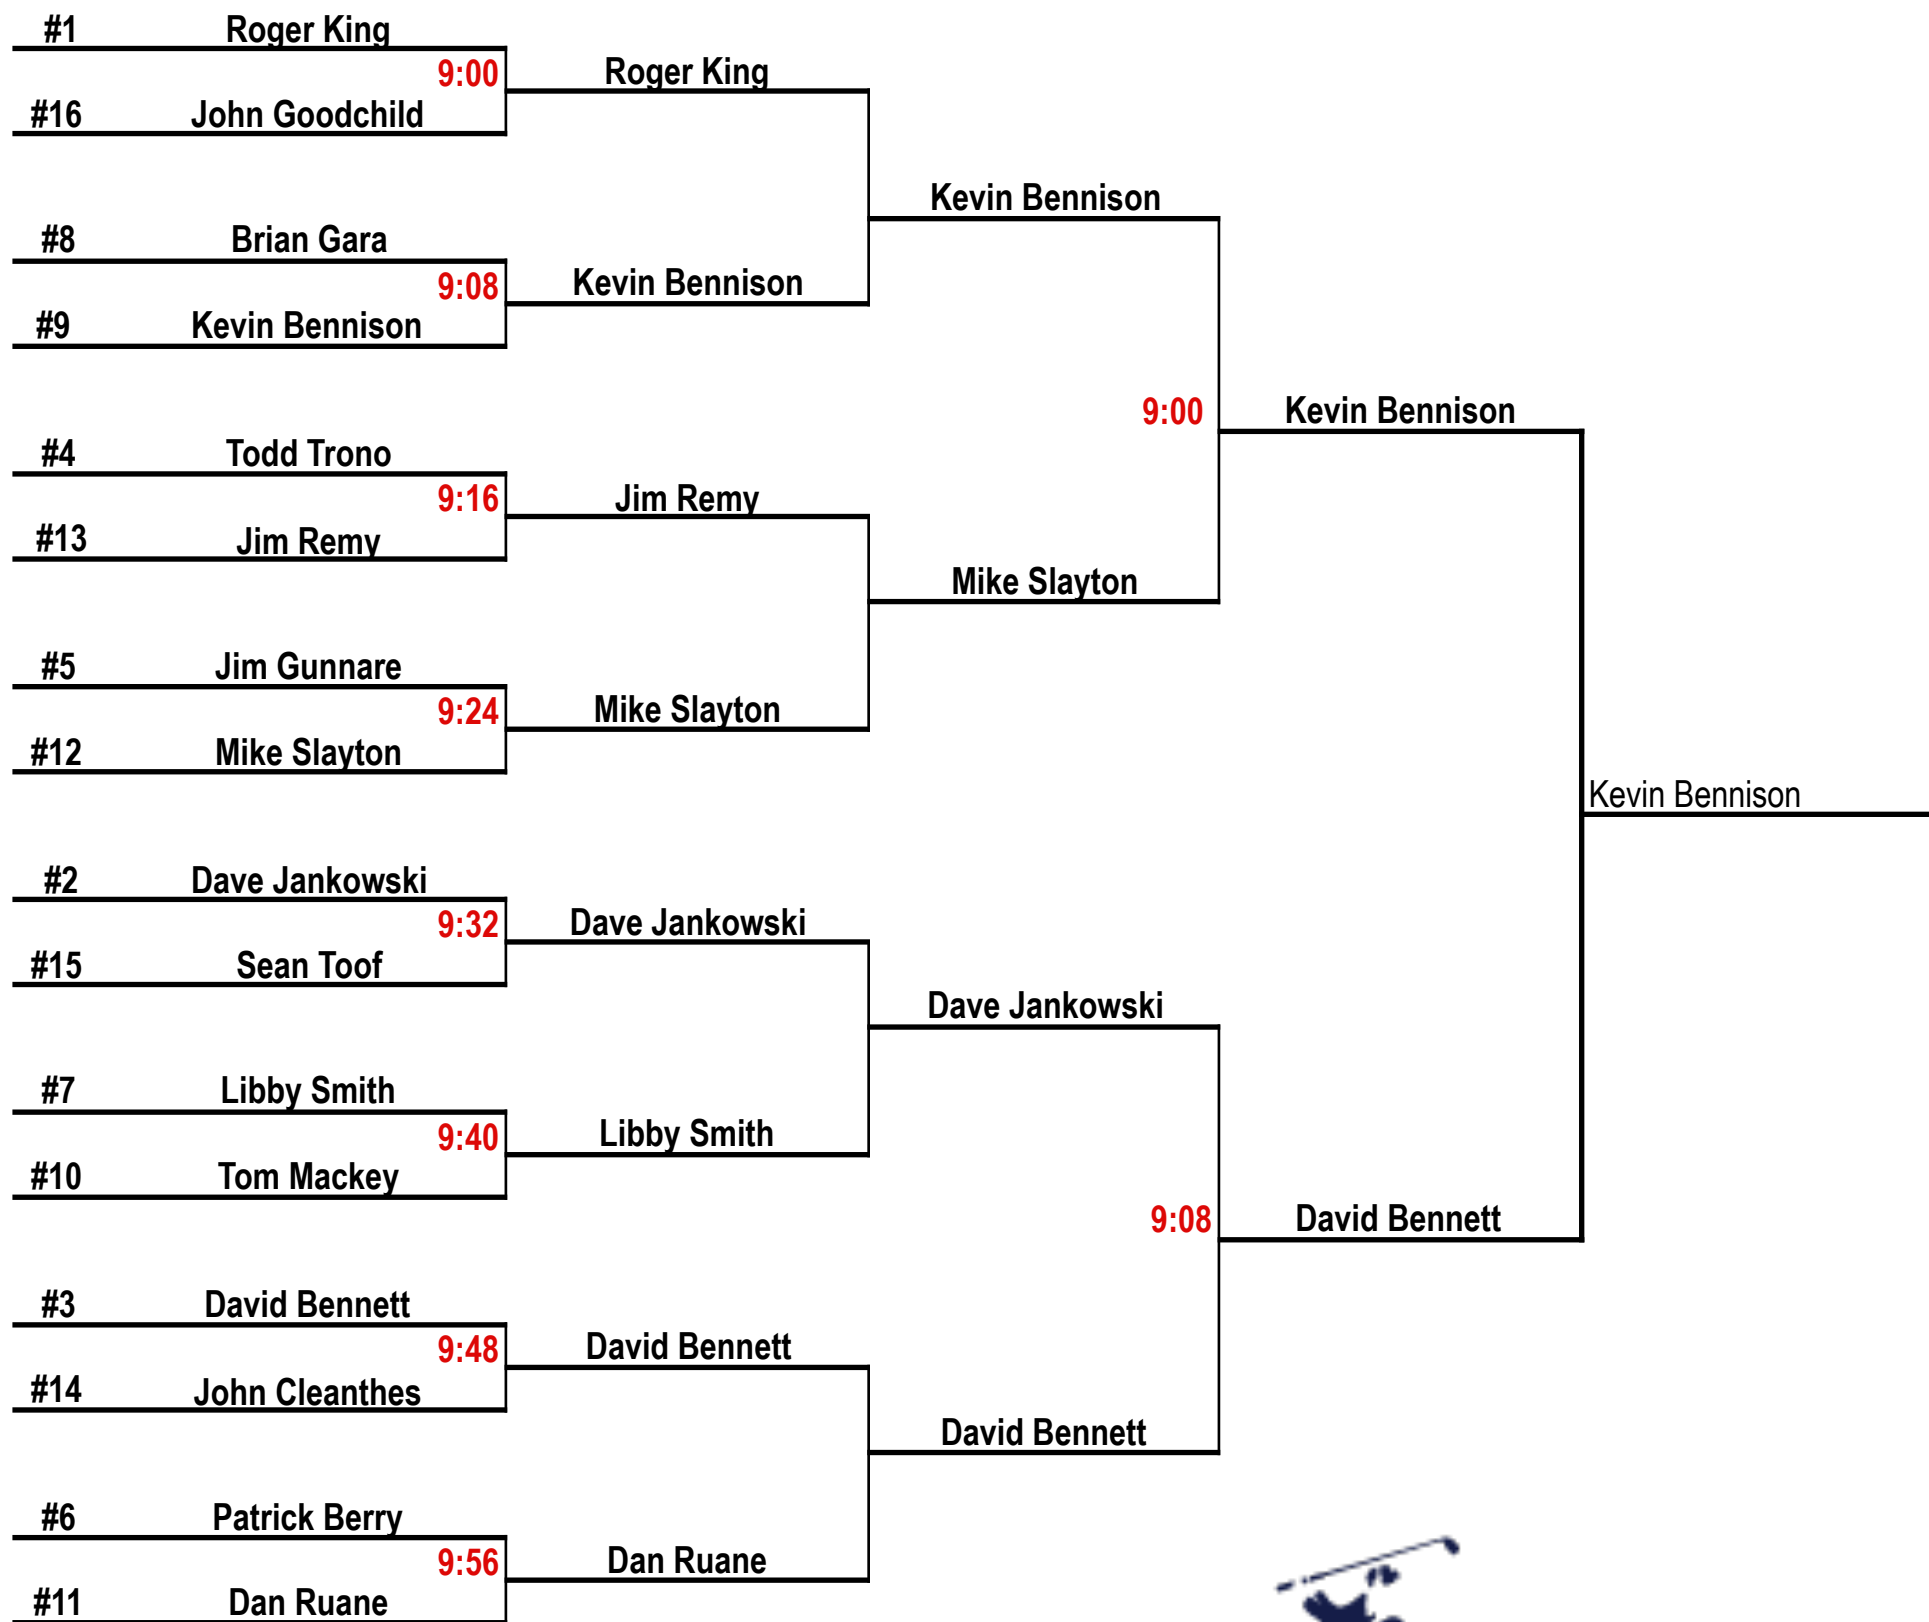 #1 Roger King
9:00 Roger King
#16 John Goodchild
Kevin Bennison
#8 Brian Gara
9:08 Kevin Bennison
#9 Kevin Bennison
9:00 Kevin Bennison
#4 Todd Trono
9:16 Jim Remy
#13 Jim Remy
Mike Slayton
#5 Jim Gunnare
9:24 Mike Slayton
#12 Mike Slayton
Kevin Bennison
#2 Dave Jankowski
9:32 Dave Jankowski
#15 Sean Toof
Dave Jankowski
#7 Libby Smith
9:40 Libby Smith
#10 Tom Mackey
9:08 David Bennett
#3 David Bennett
9:48 David Bennett
#14 John Cleanthes
David Bennett
#6 Patrick Berry
9:56 Dan Ruane
#11 Dan Ruane